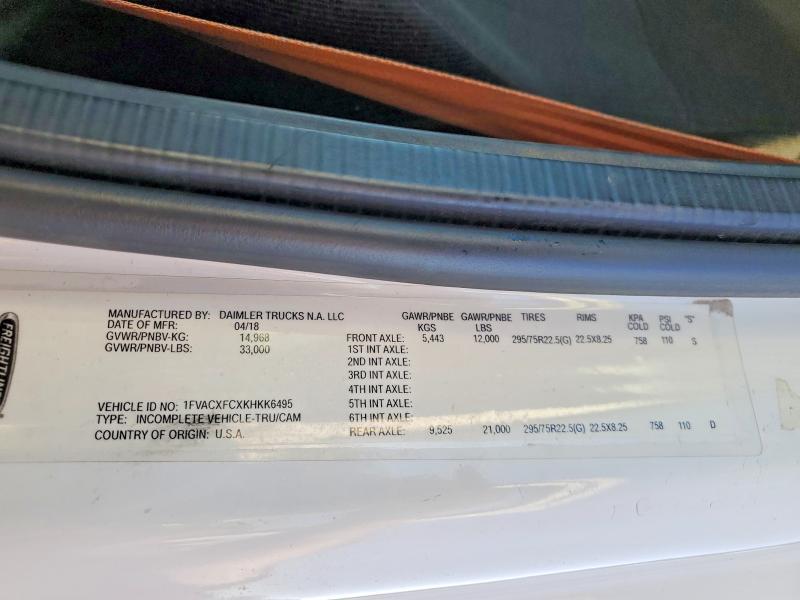 FREIGHTLIN
MANUFACTURED BY: DAIMLER TRUCKS N.A. LLC
DATE OF MFR: 04/18
GVWR/PNBV-KG: 14,968
GVWR/PNBV-LBS: 33,000
VEHICLE ID NO: 1FVACXFCXKHKK6495
TYPE: INCOMPLETE VEHICLE-TRU/CAM
COUNTRY OF ORIGIN: U.S.A.
GAWR/PNBE KGS GAWR/PNBE LBS TIRES RIMS KPA COLD PSI COLD "S"
FRONT AXLE: 5,443 12,000 295/75R22.5(G) 22.5X8.25 758 110 S
1ST INT AXLE:
2ND INT AXLE:
3RD INT AXLE:
4TH INT AXLE:
5TH INT AXLE:
6TH INT AXLE:
REAR AXLE: 9,525 21,000 295/75R22.5(G) 22.5X8.25 758 110 D